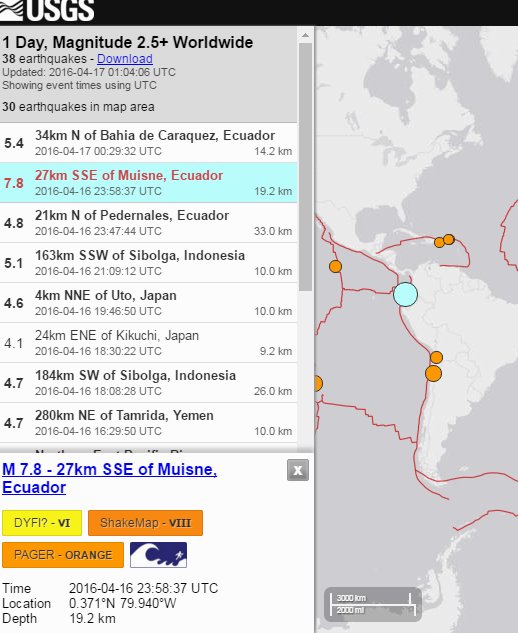 USGS
1 Day, Magnitude 2.5+ Worldwide
38 earthquakes - Download
Updated: 2016-04-17 01:04:06 UTC
Showing event times using UTC
30 earthquakes in map area
5.4 34km N of Bahia de Caraquez, Ecuador
2016-04-17 00:29:32 UTC 14.2 km
7.8 27km SSE of Muisne, Ecuador
2016-04-16 23:58:37 UTC 19.2 km
4.8 21km N of Pedernales, Ecuador
2016-04-16 23:47:44 UTC 33.0 km
5.1 163km SSW of Sibolga, Indonesia
2016-04-16 21:09:12 UTC 10.0 km
4.6 4km NNE of Uto, Japan
2016-04-16 19:46:50 UTC 10.0 km
4.1 24km ENE of Kikuchi, Japan
2016-04-16 18:30:22 UTC 9.2 km
4.7 184km SW of Sibolga, Indonesia
2016-04-16 18:08:28 UTC 26.0 km
4.7 280km NE of Tamrida, Yemen
2016-04-16 16:29:50 UTC 10.0 km
M 7.8 - 27km SSE of Muisne,
Ecuador
x
DYFI? - VI ShakeMap - VIII
PAGER - ORANGE
Time 2016-04-16 23:58:37 UTC
Location 0.371°N 79.940°W
Depth 19.2 km
3000 km
2000 mi